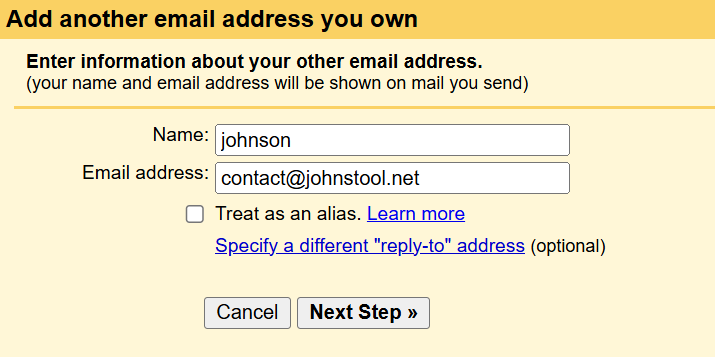 Add another email address you own
Enter information about your other email address.
(your name and email address will be shown on mail you send)
Name: johnson
Email address: contact@johnstool.net
Treat as an alias. Learn more
Specify a different "reply-to" address (optional)
Cancel Next Step »